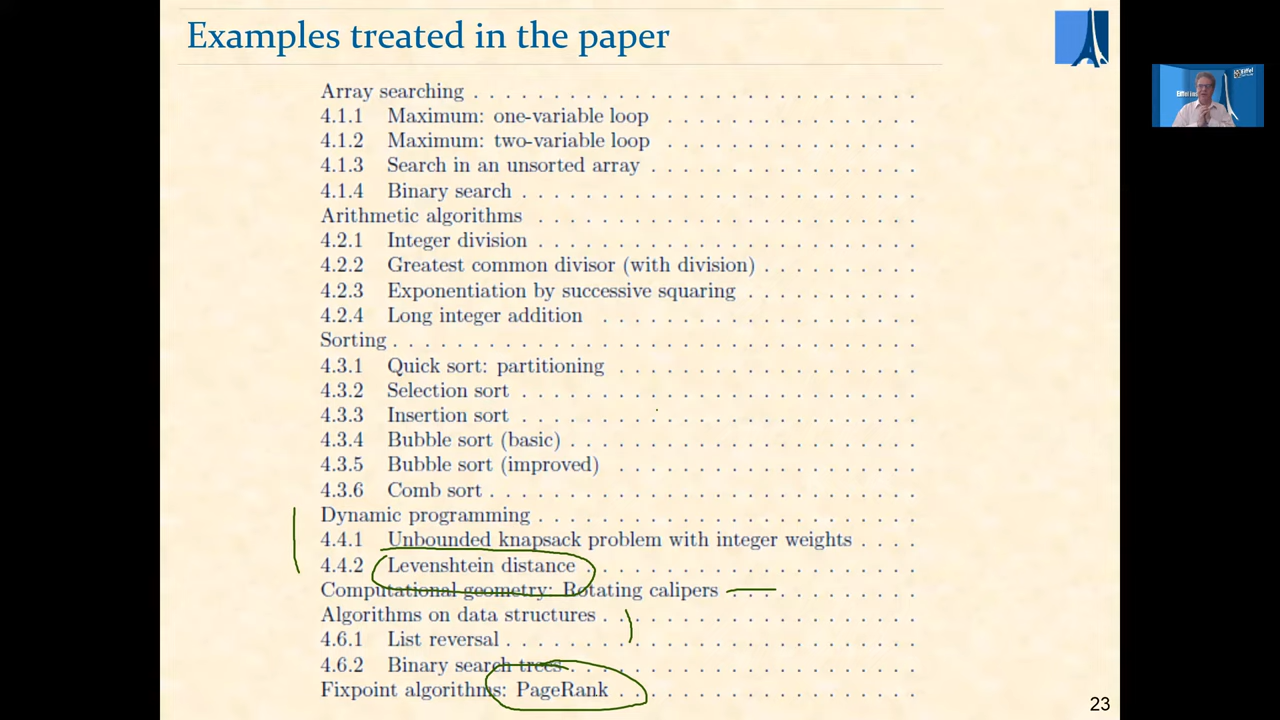 Examples treated in the paper
Array searching . . . . . . . . . . . . . . . . . . . . . . . . . . . .
4.1.1 Maximum: one-variable loop . . . . . . . . . . . . . . . .
4.1.2 Maximum: two-variable loop . . . . . . . . . . . . . . . .
4.1.3 Search in an unsorted array . . . . . . . . . . . . . . . . .
4.1.4 Binary search . . . . . . . . . . . . . . . . . . . . . . . . .
Arithmetic algorithms . . . . . . . . . . . . . . . . . . . . . . . .
4.2.1 Integer division . . . . . . . . . . . . . . . . . . . . . . . .
4.2.2 Greatest common divisor (with division) . . . . . . . . . .
4.2.3 Exponentiation by successive squaring . . . . . . . . . . .
4.2.4 Long integer addition . . . . . . . . . . . . . . . . . . . .
Sorting . . . . . . . . . . . . . . . . . . . . . . . . . . . . . . . . .
4.3.1 Quick sort: partitioning . . . . . . . . . . . . . . . . . . .
4.3.2 Selection sort . . . . . . . . . . . . . . . . . . . . . . . . .
4.3.3 Insertion sort . . . . . . . . . . . . . . . . . . . . . . . . .
4.3.4 Bubble sort (basic) . . . . . . . . . . . . . . . . . . . . . .
4.3.5 Bubble sort (improved) . . . . . . . . . . . . . . . . . . .
4.3.6 Comb sort . . . . . . . . . . . . . . . . . . . . . . . . . . .
Dynamic programming . . . . . . . . . . . . . . . . . . . . . . . .
4.4.1 Unbounded knapsack problem with integer weights . . . .
4.4.2 Levenshtein distance . . . . . . . . . . . . . . . . . . . . .
Computational geometry: Rotating calipers . . . . . . . . . . . .
Algorithms on data structures . . . . . . . . . . . . . . . . . . . .
4.6.1 List reversal . . . . . . . . . . . . . . . . . . . . . . . . . .
4.6.2 Binary search trees . . . . . . . . . . . . . . . . . . . . . .
Fixpoint algorithms: PageRank . . . . . . . . . . . . . . . . . . .
23